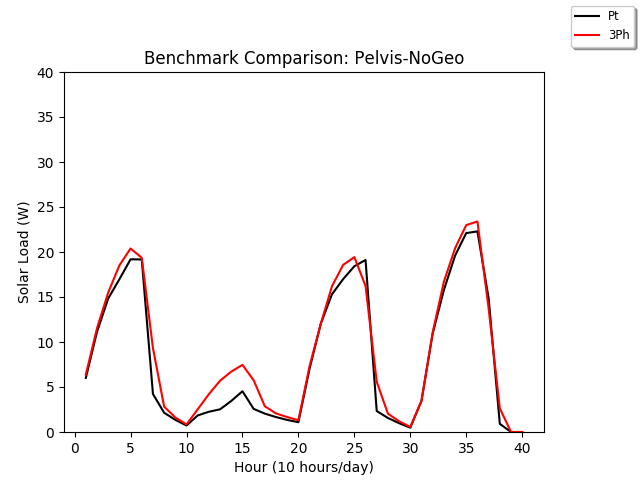 Pt
3Ph
Benchmark Comparison: Pelvis-NoGeo
40
35
30
25
20
15
10
5
0
Solar Load (W)
0 5 10 15 20 25 30 35 40
Hour (10 hours/day)